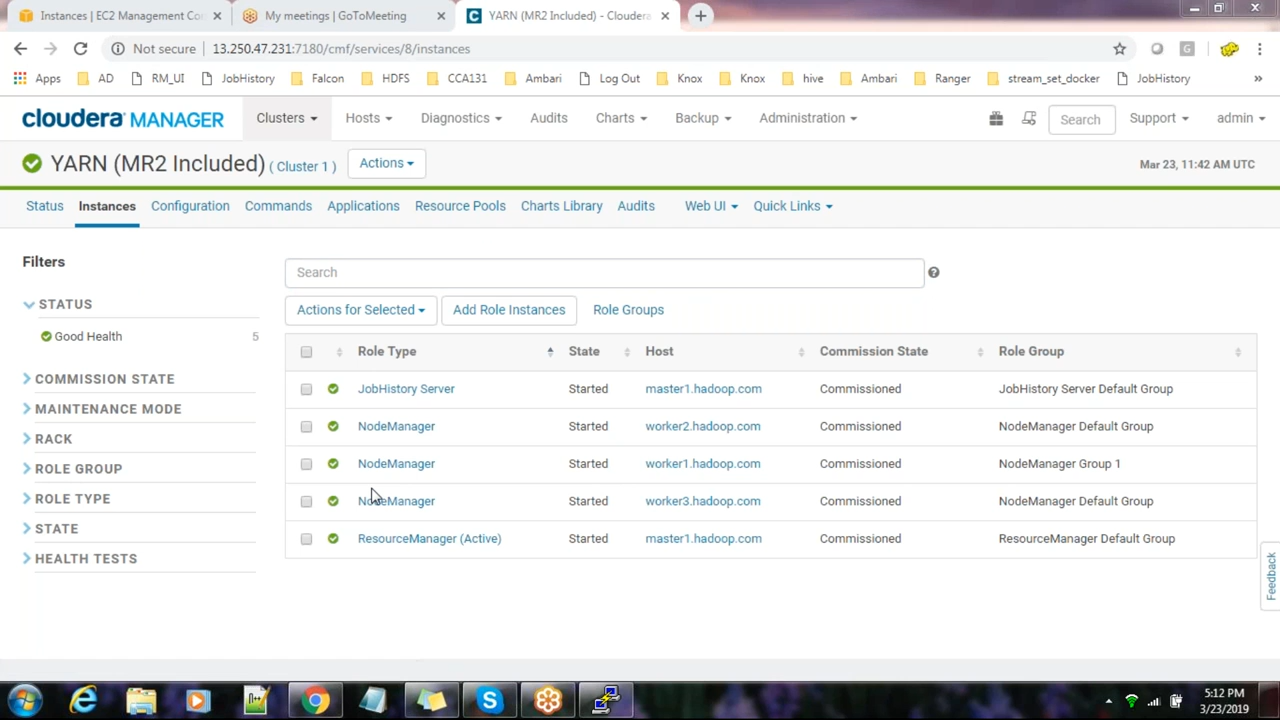 Instances | EC2 Management Co
My meetings | GoToMeeting
YARN (MR2 Included) - Cloudera
Not secure | 13.250.47.231:7180/cmf/services/8/instances
Apps AD RM_UI JobHistory Falcon HDFS CCA131 Ambari Log Out Knox Knox hive Ambari Ranger stream_set_docker JobHistory »
cloudera MANAGER Clusters Hosts Diagnostics Audits Charts Backup Administration Search Support admin
YARN (MR2 Included) ( Cluster 1 ) Actions Mar 23, 11:42 AM UTC
Status Instances Configuration Commands Applications Resource Pools Charts Library Audits Web UI Quick Links
Filters
STATUS
Good Health 5
COMMISSION STATE
MAINTENANCE MODE
RACK
ROLE GROUP
ROLE TYPE
STATE
HEALTH TESTS
Search
Actions for Selected Add Role Instances Role Groups
Role Type State Host Commission State Role Group
JobHistory Server Started master1.hadoop.com Commissioned JobHistory Server Default Group
NodeManager Started worker2.hadoop.com Commissioned NodeManager Default Group
NodeManager Started worker1.hadoop.com Commissioned NodeManager Group 1
NodeManager Started worker3.hadoop.com Commissioned NodeManager Default Group
ResourceManager (Active) Started master1.hadoop.com Commissioned ResourceManager Default Group
Feedback
5:12 PM
3/23/2019